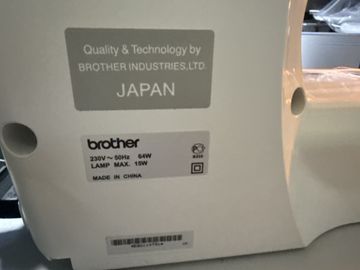 Quality & Technology by
BROTHER INDUSTRIES,LTD.
JAPAN
brother
230V～ 50Hz 64W
LAMP MAX. 15W
MADE IN CHINA